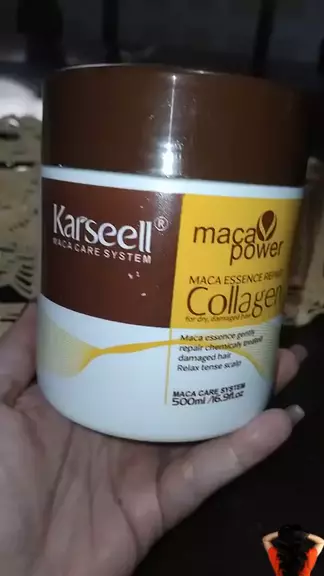 Karseell®
MACA CARE SYSTEM
maca
power
MACA ESSENCE REPAIR
Collagen
for dry, damaged hair
Maca essence gently
repair chemicaly treated
damaged hair
Relax tense scalp
MACA CARE SYSTEM
500ml /16.9fl.oz